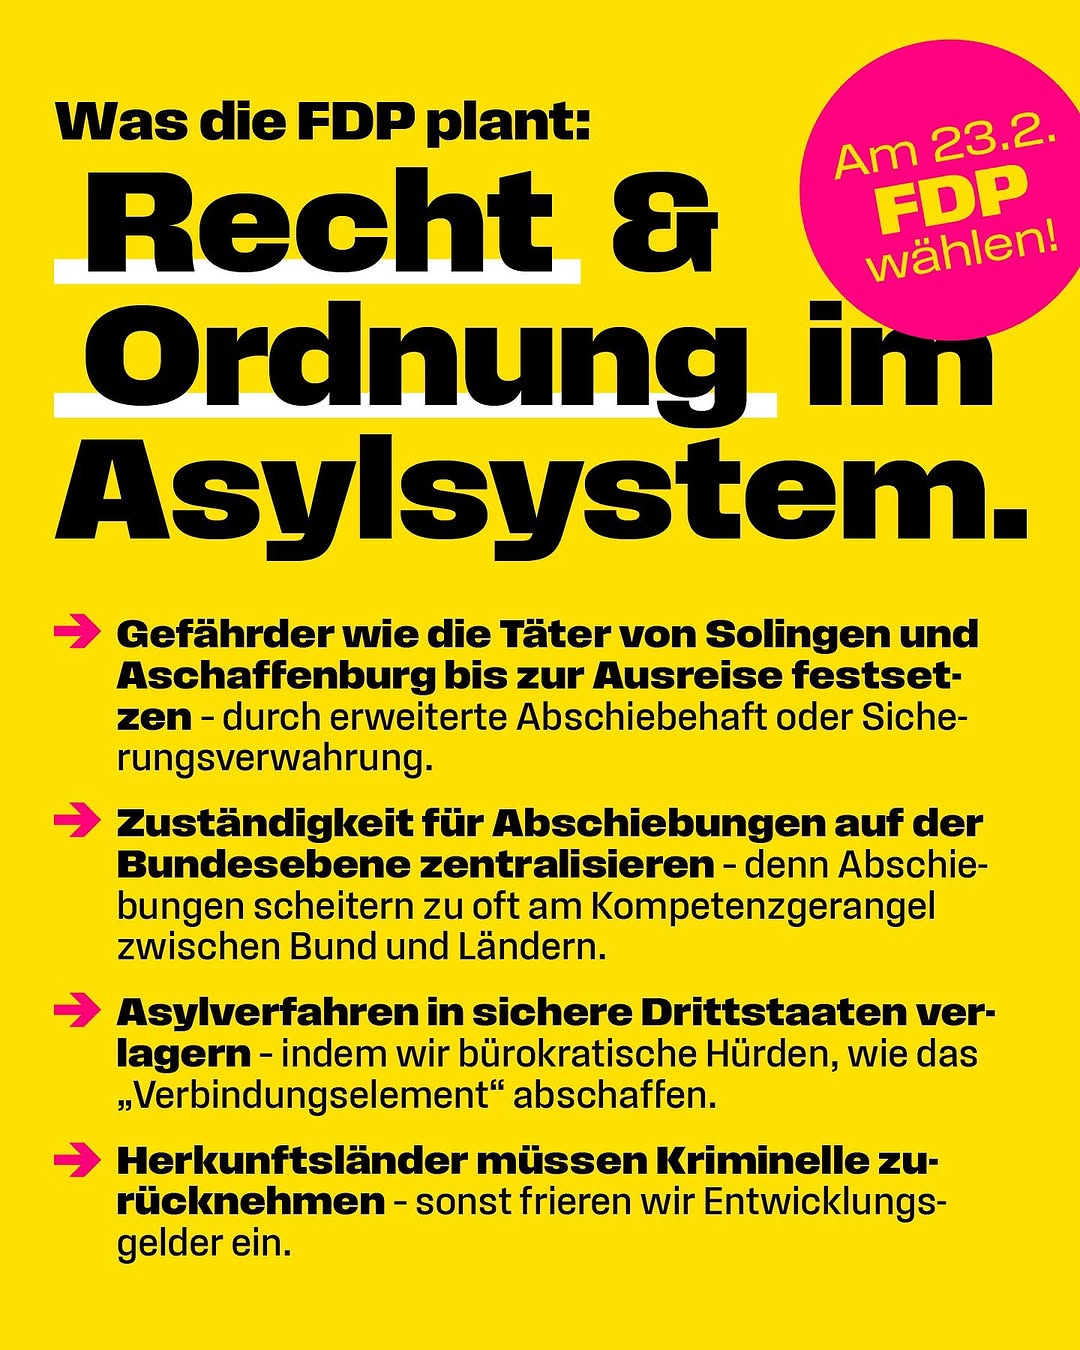 Was die FDP plant:
Recht &
Ordnung im
Asylsystem.
Am 23.2.
FDP
wählen!
Gefährder wie die Täter von Solingen und
Aschaffenburg bis zur Ausreise festset-
zen – durch erweiterte Abschiebehaft oder Siche-
rungsverwahrung.
Zuständigkeit für Abschiebungen auf der
Bundesebene zentralisieren – denn Abschie-
bungen scheitern zu oft am Kompetenzgerangel
zwischen Bund und Ländern.
Asylverfahren in sichere Drittstaaten ver-
lagern – indem wir bürokratische Hürden, wie das
„Verbindungselement“ abschaffen.
Herkunftsländer müssen Kriminelle zu-
rücknehmen – sonst frieren wir Entwicklungs-
gelder ein.